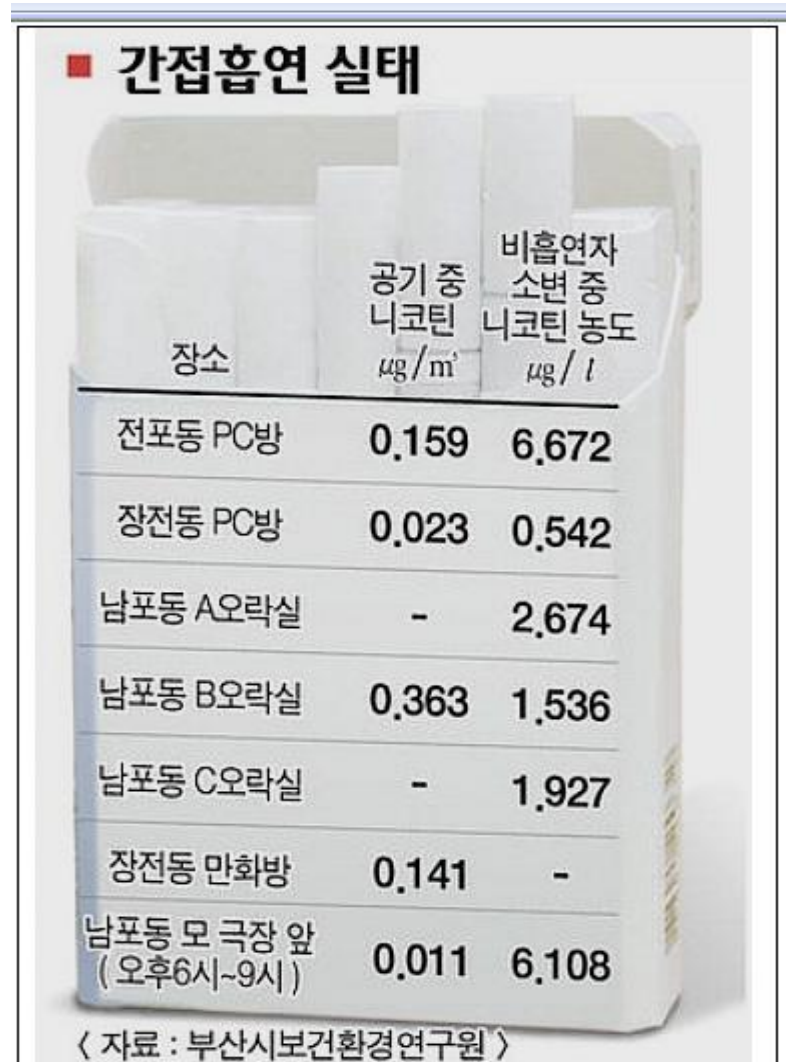 ■ 간접흡연 실태
장소 공기 중 니코틴 μg/m³ 비흡연자 소변 중 니코틴 농도 μg/l
전포동 PC방 0.159 6.672
장전동 PC방 0.023 0.542
남포동 A오락실 - 2.674
남포동 B오락실 0.363 1.536
남포동 C오락실 - 1.927
장전동 만화방 0.141 -
남포동 모 극장 앞
(오후6시~9시) 0.011 6.108
〈 자료 : 부산시보건환경연구원 〉